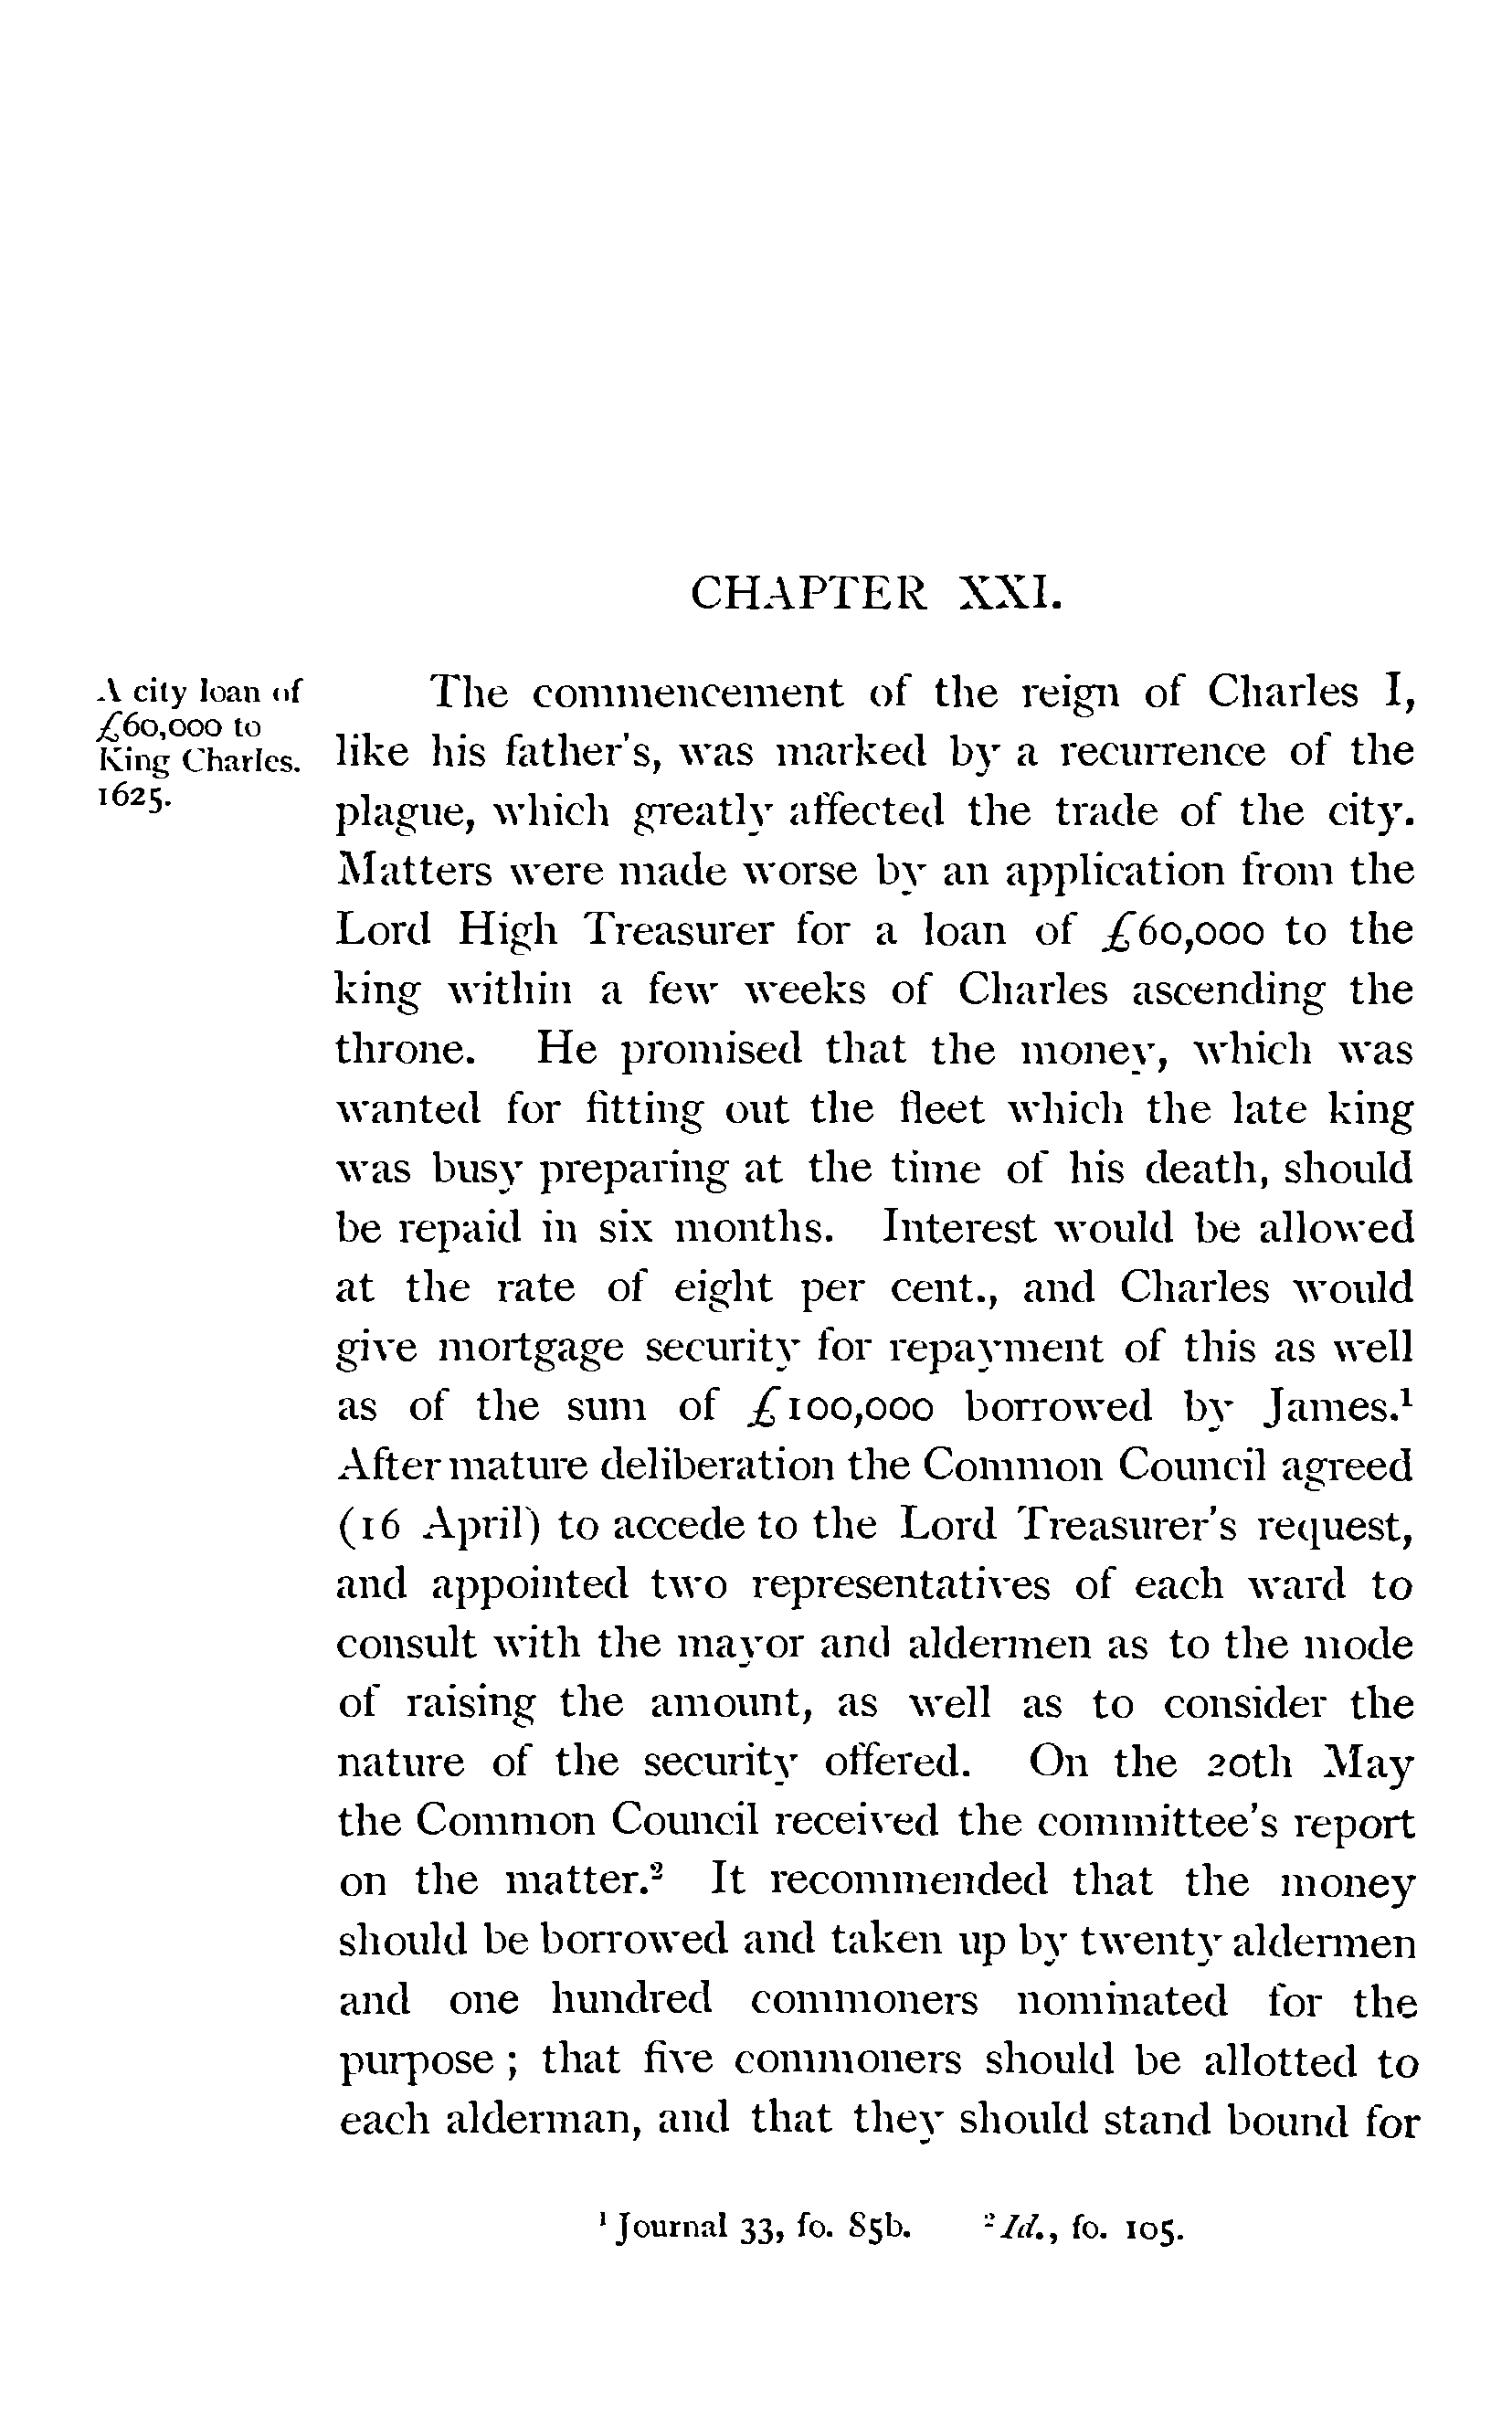 CHAPTER XXI.
A city loan of
£60,000 to
King Charles.
1625.
The commencement of the reign of Charles I,
like his father's, was marked by a recurrence of the
plague, which greatly affected the trade of the city.
Matters were made worse by an application from the
Lord High Treasurer for a loan of £60,000 to the
king within a few weeks of Charles ascending the
throne. He promised that the money, which was
wanted for fitting out the fleet which the late king
was busy preparing at the time of his death, should
be repaid in six months. Interest would be allowed
at the rate of eight per cent., and Charles would
give mortgage security for repayment of this as well
as of the sum of £100,000 borrowed by James.¹
After mature deliberation the Common Council agreed
(16 April) to accede to the Lord Treasurer's request,
and appointed two representatives of each ward to
consult with the mayor and aldermen as to the mode
of raising the amount, as well as to consider the
nature of the security offered. On the 20th May
the Common Council received the committee's report
on the matter.² It recommended that the money
should be borrowed and taken up by twenty aldermen
and one hundred commoners nominated for the
purpose; that five commoners should be allotted to
each alderman, and that they should stand bound for
¹ Journal 33, fo. 85b. ² Id., fo. 105.